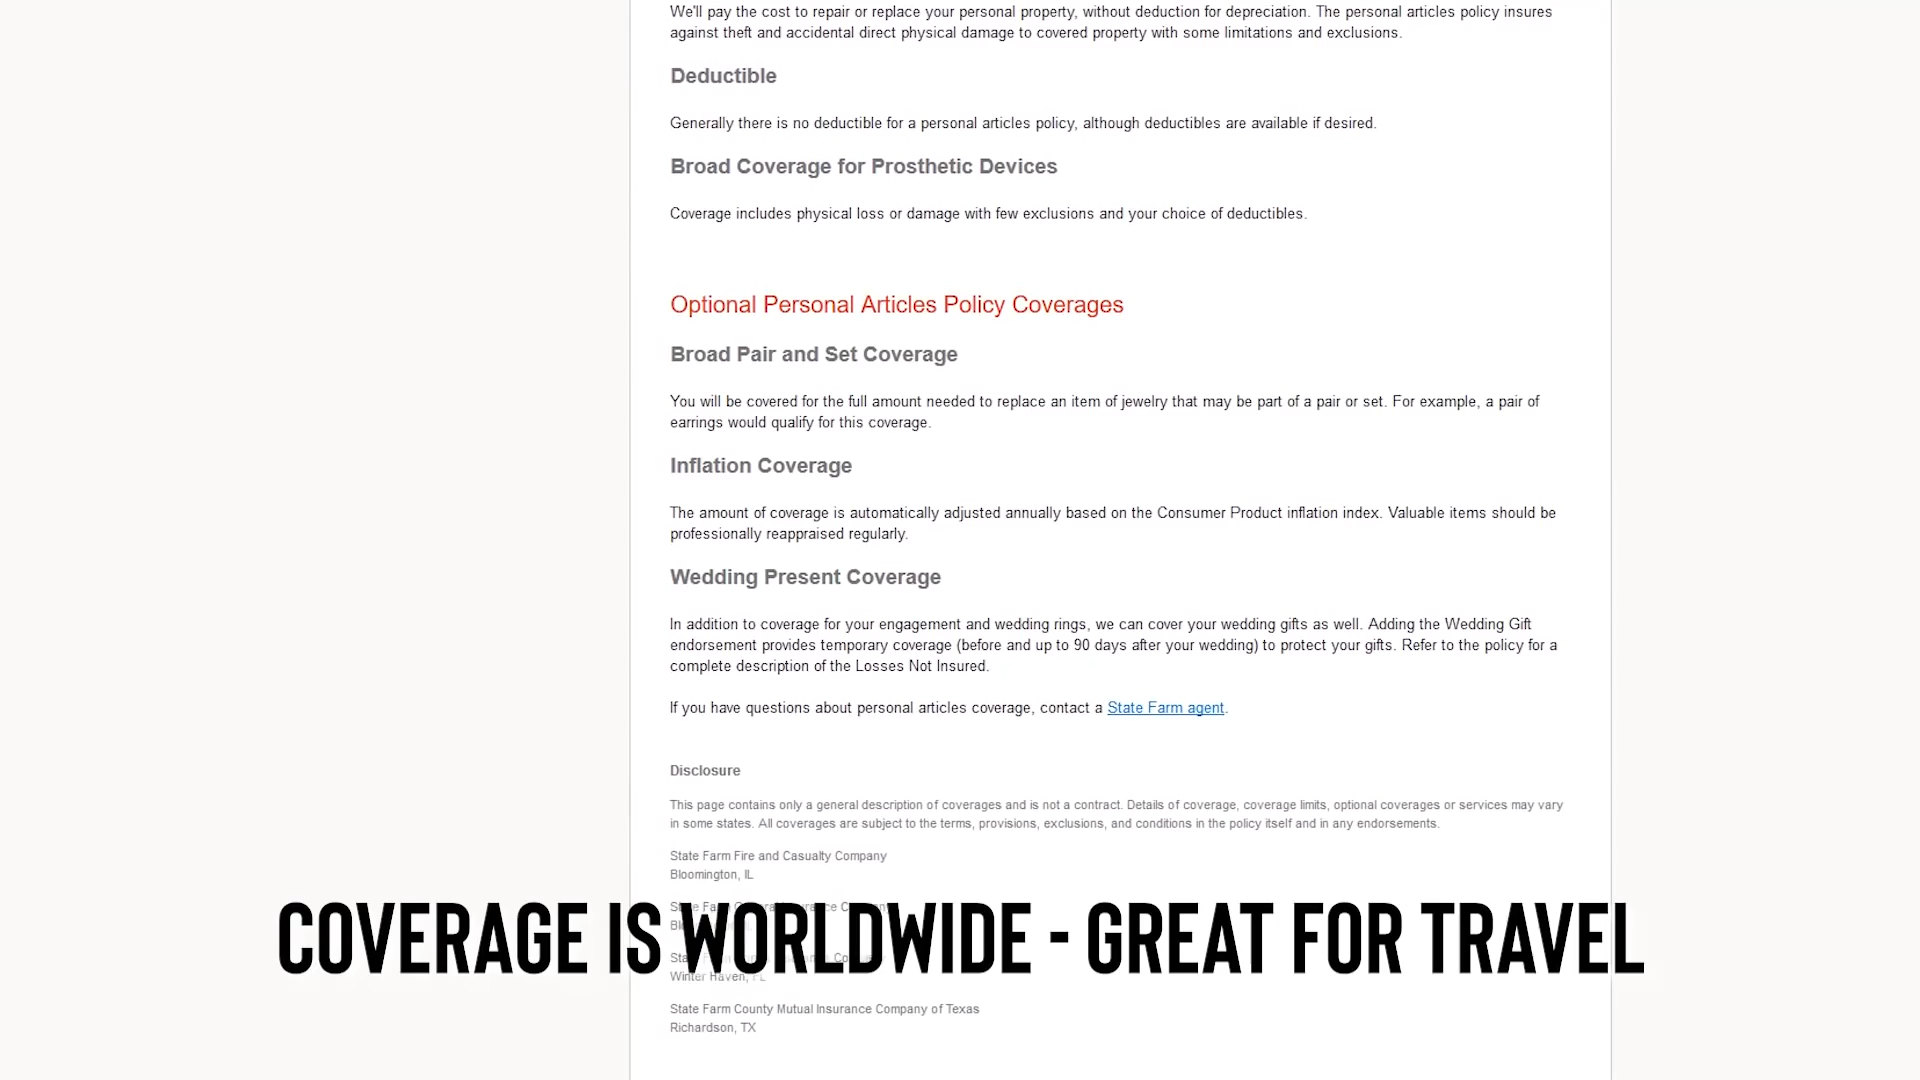 We'll pay the cost to repair or replace your personal property, without deduction for depreciation. The personal articles policy insures
against theft and accidental direct physical damage to covered property with some limitations and exclusions.
Deductible
Generally there is no deductible for a personal articles policy, although deductibles are available if desired.
Broad Coverage for Prosthetic Devices
Coverage includes physical loss or damage with few exclusions and your choice of deductibles.
Optional Personal Articles Policy Coverages
Broad Pair and Set Coverage
You will be covered for the full amount needed to replace an item of jewelry that may be part of a pair or set. For example, a pair of
earrings would qualify for this coverage.
Inflation Coverage
The amount of coverage is automatically adjusted annually based on the Consumer Product inflation index. Valuable items should be
professionally reappraised regularly.
Wedding Present Coverage
In addition to coverage for your engagement and wedding rings, we can cover your wedding gifts as well. Adding the Wedding Gift
endorsement provides temporary coverage (before and up to 90 days after your wedding) to protect your gifts. Refer to the policy for a
complete description of the Losses Not Insured.
If you have questions about personal articles coverage, contact a State Farm agent.
Disclosure
This page contains only a general description of coverages and is not a contract. Details of coverage, coverage limits, optional coverages or services may vary
in some states. All coverages are subject to the terms, provisions, exclusions, and conditions in the policy itself and in any endorsements.
State Farm Fire and Casualty Company
Bloomington, IL
COVERAGE IS WORLDWIDE - GREAT FOR TRAVEL
Winter Haven, FL
State Farm County Mutual Insurance Company of Texas
Richardson, TX